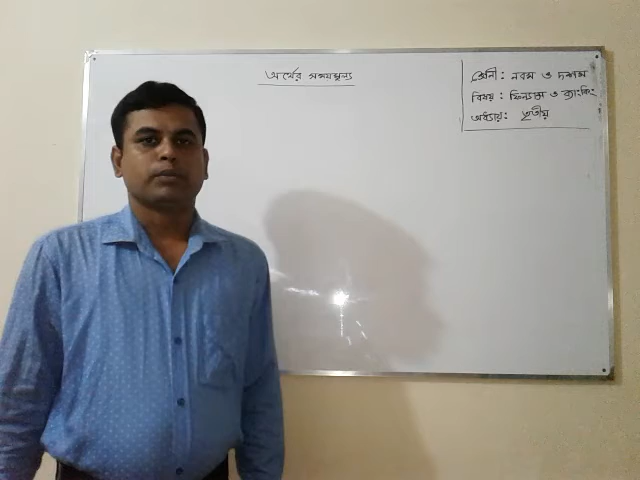 অর্থের সময়মূল্য
শ্রেণী: নবম ও দশম
বিষয়: ফিন্যান্স ও ব্যাংকিং
অধ্যায়: তৃতীয়